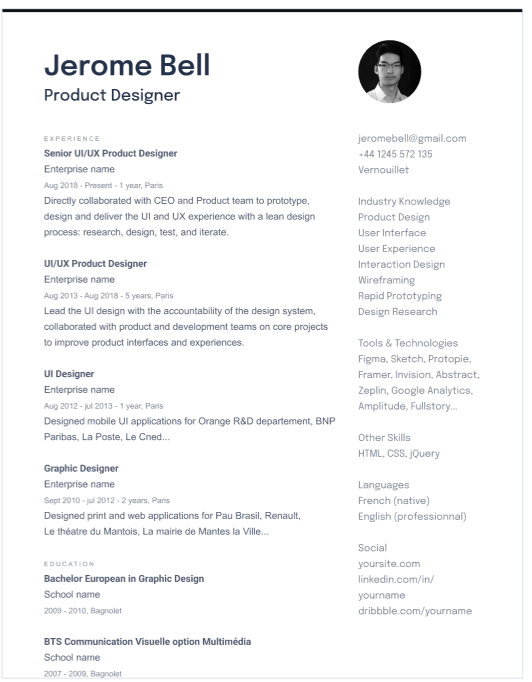 Jerome Bell
Product Designer
EXPERIENCE
Senior UI/UX Product Designer
Enterprise name
Aug 2018 - Present - 1 year, Paris
Directly collaborated with CEO and Product team to prototype,
design and deliver the UI and UX experience with a lean design
process: research, design, test, and iterate.
UI/UX Product Designer
Enterprise name
Aug 2013 - Aug 2018 - 5 years, Paris
Lead the UI design with the accountability of the design system,
collaborated with product and development teams on core projects
to improve product interfaces and experiences.
UI Designer
Enterprise name
Aug 2012 - jul 2013 - 1 year, Paris
Designed mobile UI applications for Orange R&D departement, BNP
Paribas, La Poste, Le Cned...
Graphic Designer
Enterprise name
Sept 2010 - jul 2012 - 2 years, Paris
Designed print and web applications for Pau Brasil, Renault,
Le théatre du Mantois, La mairie de Mantes la Ville...
EDUCATION
Bachelor European in Graphic Design
School name
2009 - 2010, Bagnolet
BTS Communication Visuelle option Multimédia
School name
2007 - 2009, Bagnolet
jeromebell@gmail.com
+44 1245 572 135
Vernouillet
Industry Knowledge
Product Design
User Interface
User Experience
Interaction Design
Wireframing
Rapid Prototyping
Design Research
Tools & Technologies
Figma, Sketch, Protopie,
Framer, Invision, Abstract,
Zeplin, Google Analytics,
Amplitude, Fullstory...
Other Skills
HTML, CSS, jQuery
Languages
French (native)
English (professionnal)
Social
yoursite.com
linkedin.com/in/
yourname
dribbble.com/yourname